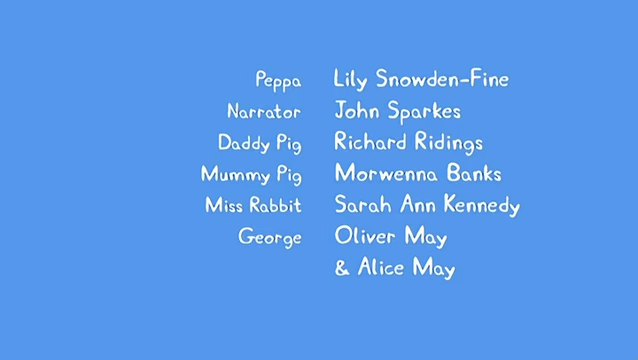 Peppa Lily Snowden-Fine
Narrator John Sparkes
Daddy Pig Richard Ridings
Mummy Pig Morwenna Banks
Miss Rabbit Sarah Ann Kennedy
George Oliver May
& Alice May